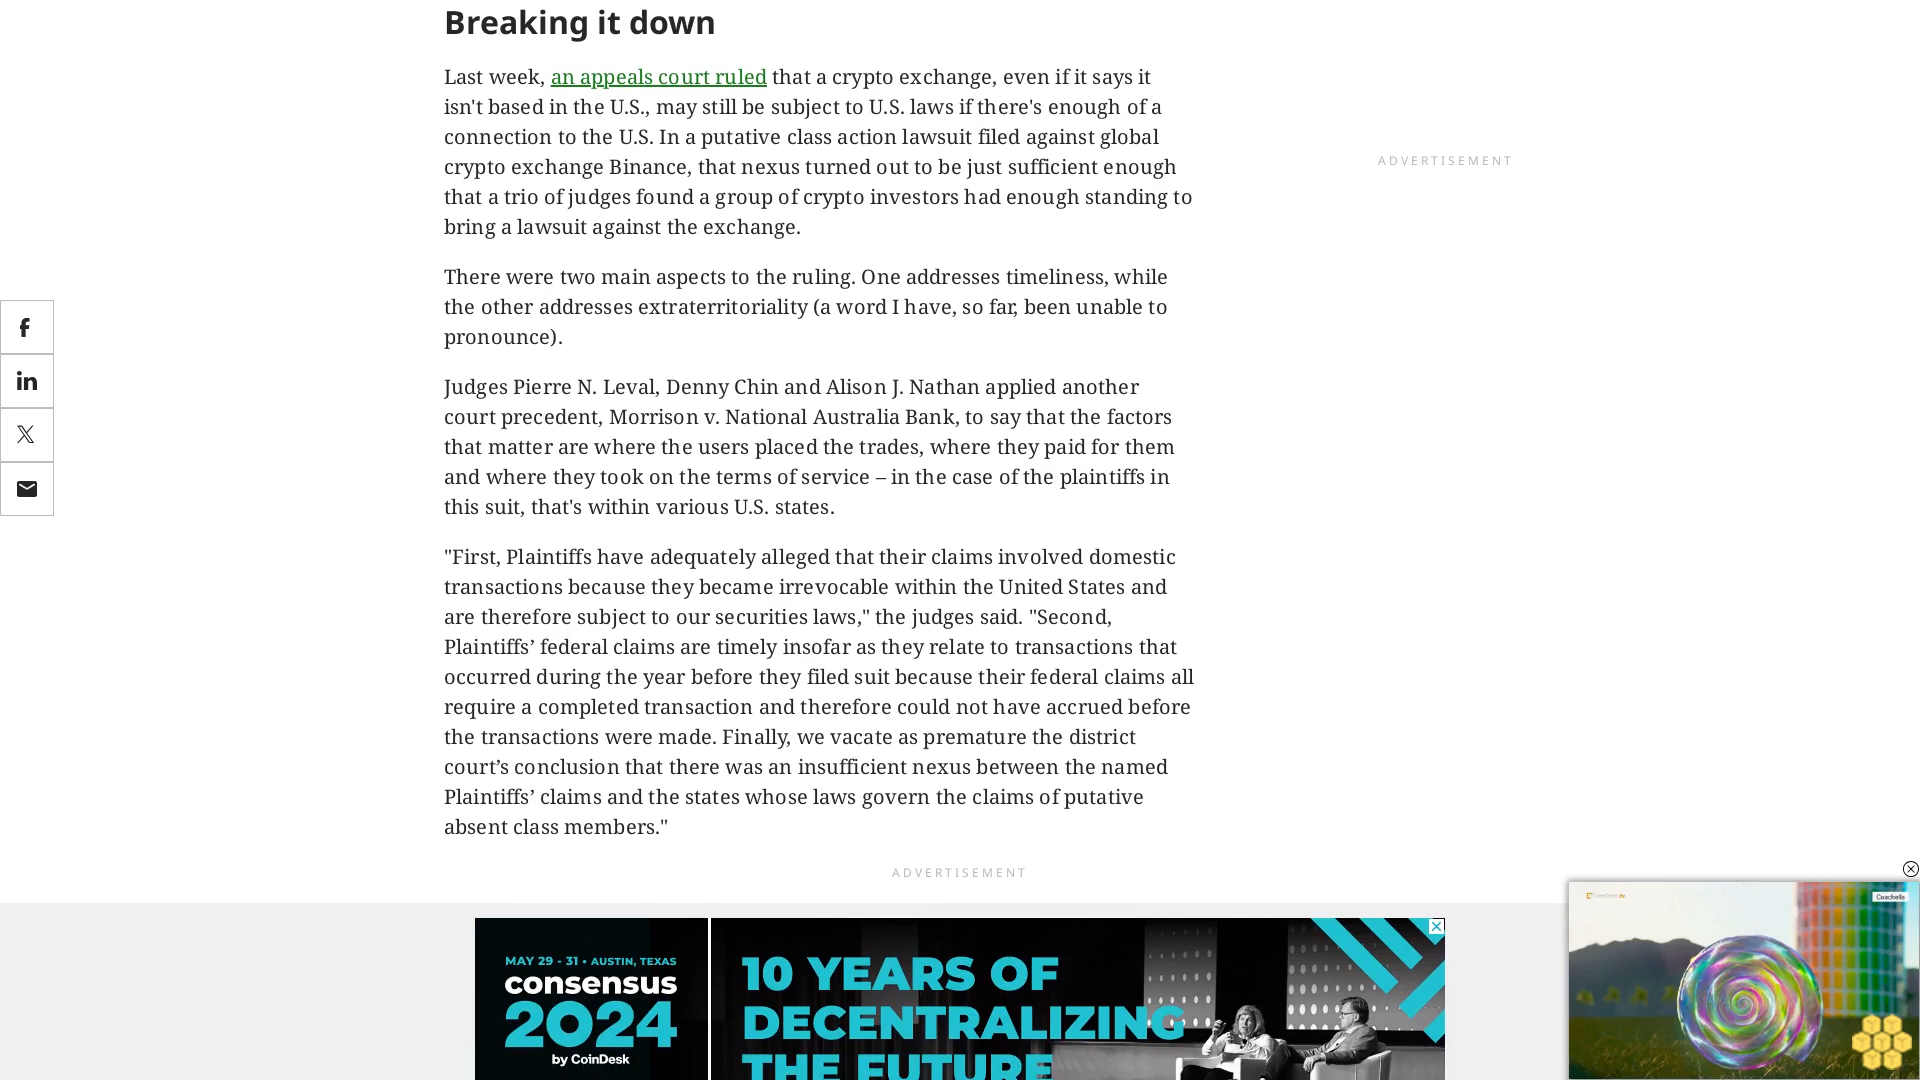 Breaking it down
Last week, an appeals court ruled that a crypto exchange, even if it says it
isn't based in the U.S., may still be subject to U.S. laws if there's enough of a
connection to the U.S. In a putative class action lawsuit filed against global
crypto exchange Binance, that nexus turned out to be just sufficient enough
that a trio of judges found a group of crypto investors had enough standing to
bring a lawsuit against the exchange.
ADVERTISEMENT
There were two main aspects to the ruling. One addresses timeliness, while
the other addresses extraterritoriality (a word I have, so far, been unable to
pronounce).
Judges Pierre N. Leval, Denny Chin and Alison J. Nathan applied another
court precedent, Morrison v. National Australia Bank, to say that the factors
that matter are where the users placed the trades, where they paid for them
and where they took on the terms of service – in the case of the plaintiffs in
this suit, that's within various U.S. states.
"First, Plaintiffs have adequately alleged that their claims involved domestic
transactions because they became irrevocable within the United States and
are therefore subject to our securities laws," the judges said. "Second,
Plaintiffs’ federal claims are timely insofar as they relate to transactions that
occurred during the year before they filed suit because their federal claims all
require a completed transaction and therefore could not have accrued before
the transactions were made. Finally, we vacate as premature the district
court’s conclusion that there was an insufficient nexus between the named
Plaintiffs’ claims and the states whose laws govern the claims of putative
absent class members."
ADVERTISEMENT
MAY 29 - 31 • AUSTIN, TEXAS
consensus
2024
by CoinDesk
10 YEARS OF
DECENTRALIZING
THE FUTURE
Coachella